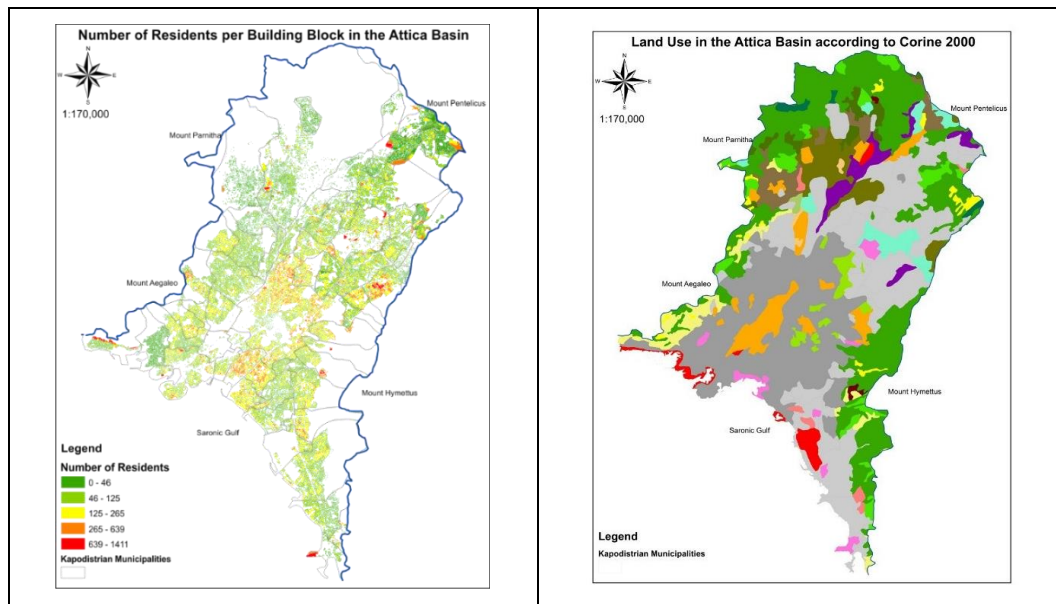 Number of Residents per Building Block in the Attica Basin
N
W E
S
1:170,000
Mount Pentelicus
Mount Parnitha
Mount Aegaleo
Mount Hymettus
Saronic Gulf
Legend
Number of Residents
0 - 46
46 - 125
125 - 265
265 - 639
639 - 1411
Kapodistrian Municipalities
Land Use in the Attica Basin according to Corine 2000
N
W E
S
1:170,000
Mount Pentelicus
Mount Parnitha
Mount Aegaleo
Mount Hymettus
Saronic Gulf
Legend
Kapodistrian Municipalities